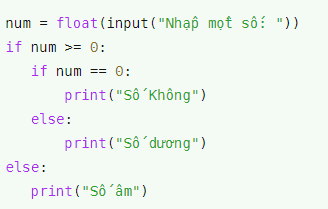 num = float(input("Nhập một số: "))
if num >= 0:
    if num == 0:
        print("Số Không")
    else:
        print("Số dương")
else:
    print("Số âm")